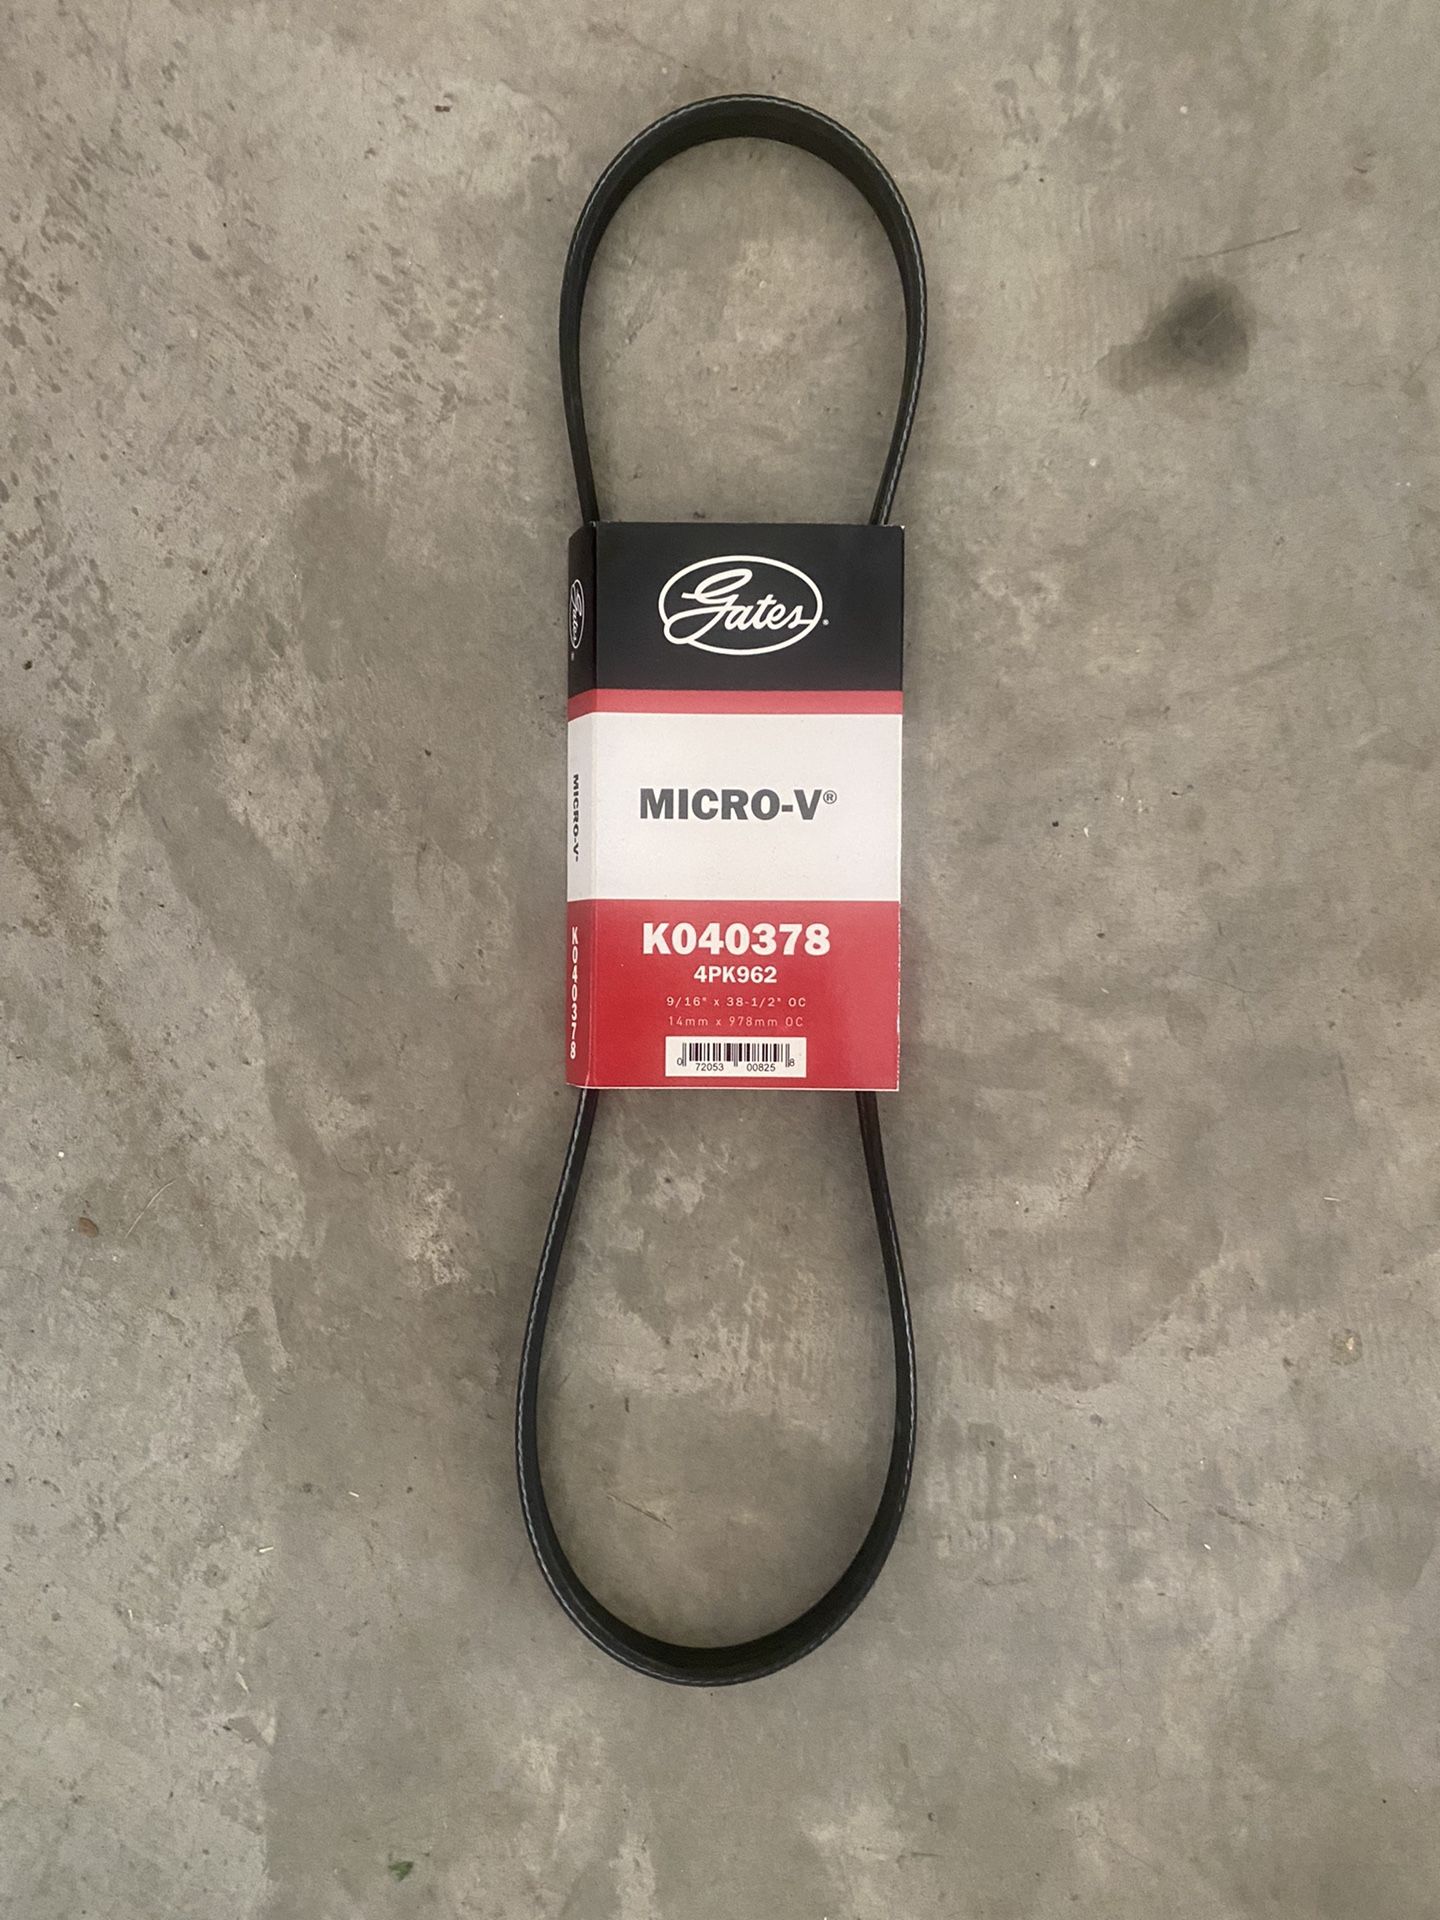 Gates®
MICRO-V®
K040378
4PK962
9/16" x 38-1/2" OC
14mm x 978mm OC
0 72053 00825 8
Gates®
MICRO-V®
K040378